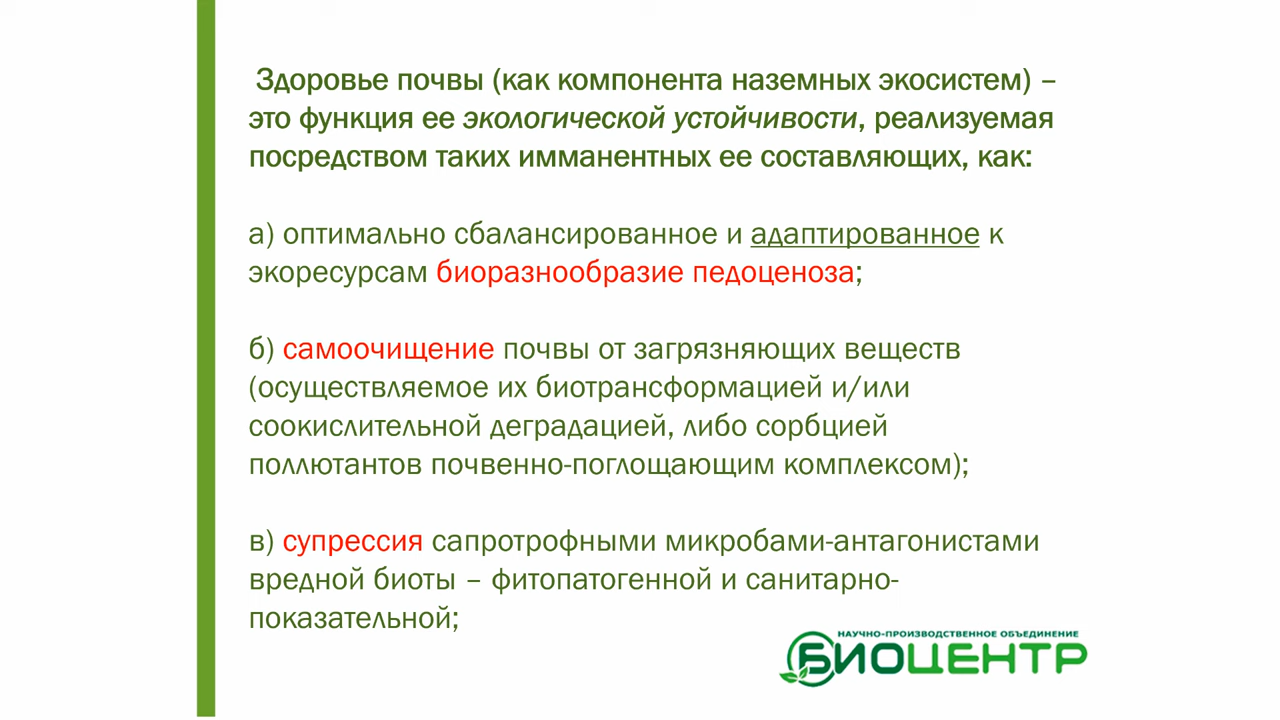 Здоровье почвы (как компонента наземных экосистем) –
это функция ее экологической устойчивости, реализуемая
посредством таких имманентных ее составляющих, как:
а) оптимально сбалансированное и адаптированное к
экоресурсам биоразнообразие педоценоза;
б) самоочищение почвы от загрязняющих веществ
(осуществляемое их биотрансформацией и/или
соокислительной деградацией, либо сорбцией
поллютантов почвенно-поглощающим комплексом);
в) супрессия сапротрофными микробами-антагонистами
вредной биоты – фитопатогенной и санитарно-
показательной;
НАУЧНО-ПРОИЗВОДСТВЕННОЕ ОБЪЕДИНЕНИЕ
БИОЦЕНТР